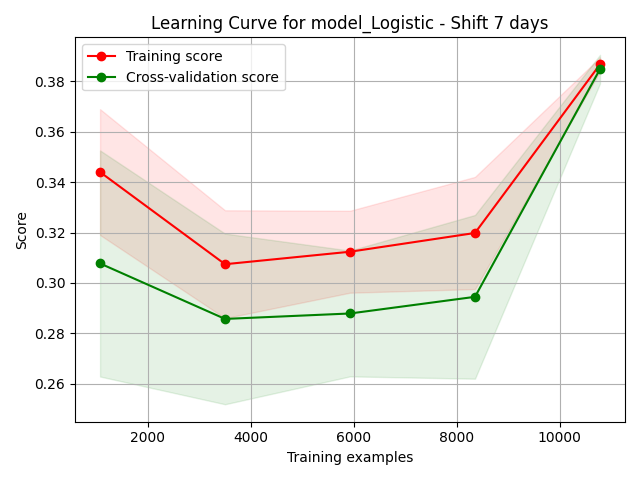 Learning Curve for model_Logistic - Shift 7 days
Training score
Cross-validation score
0.38
0.36
0.34
0.32
0.30
0.28
0.26
Score
2000 4000 6000 8000 10000
Training examples